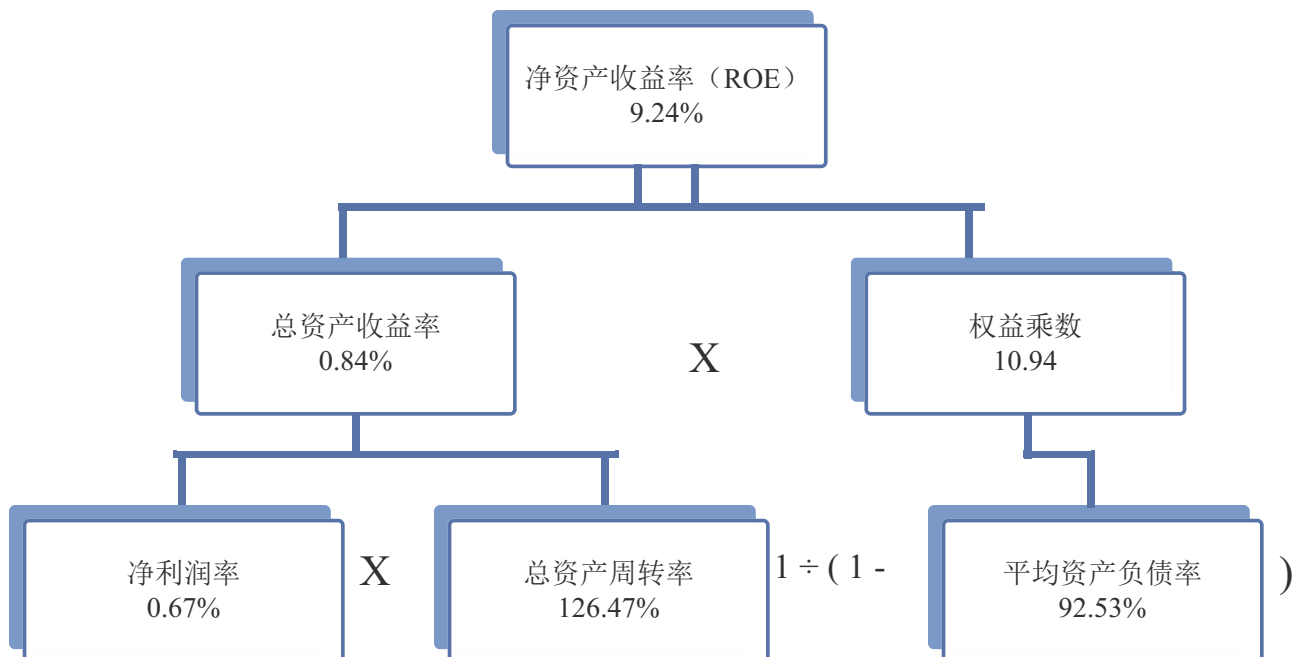 净资产收益率（ROE）
9.24%
总资产收益率
0.84%
X
权益乘数
10.94
净利润率
0.67%
X
总资产周转率
126.47%
1 ÷ ( 1 -
平均资产负债率
92.53%
)